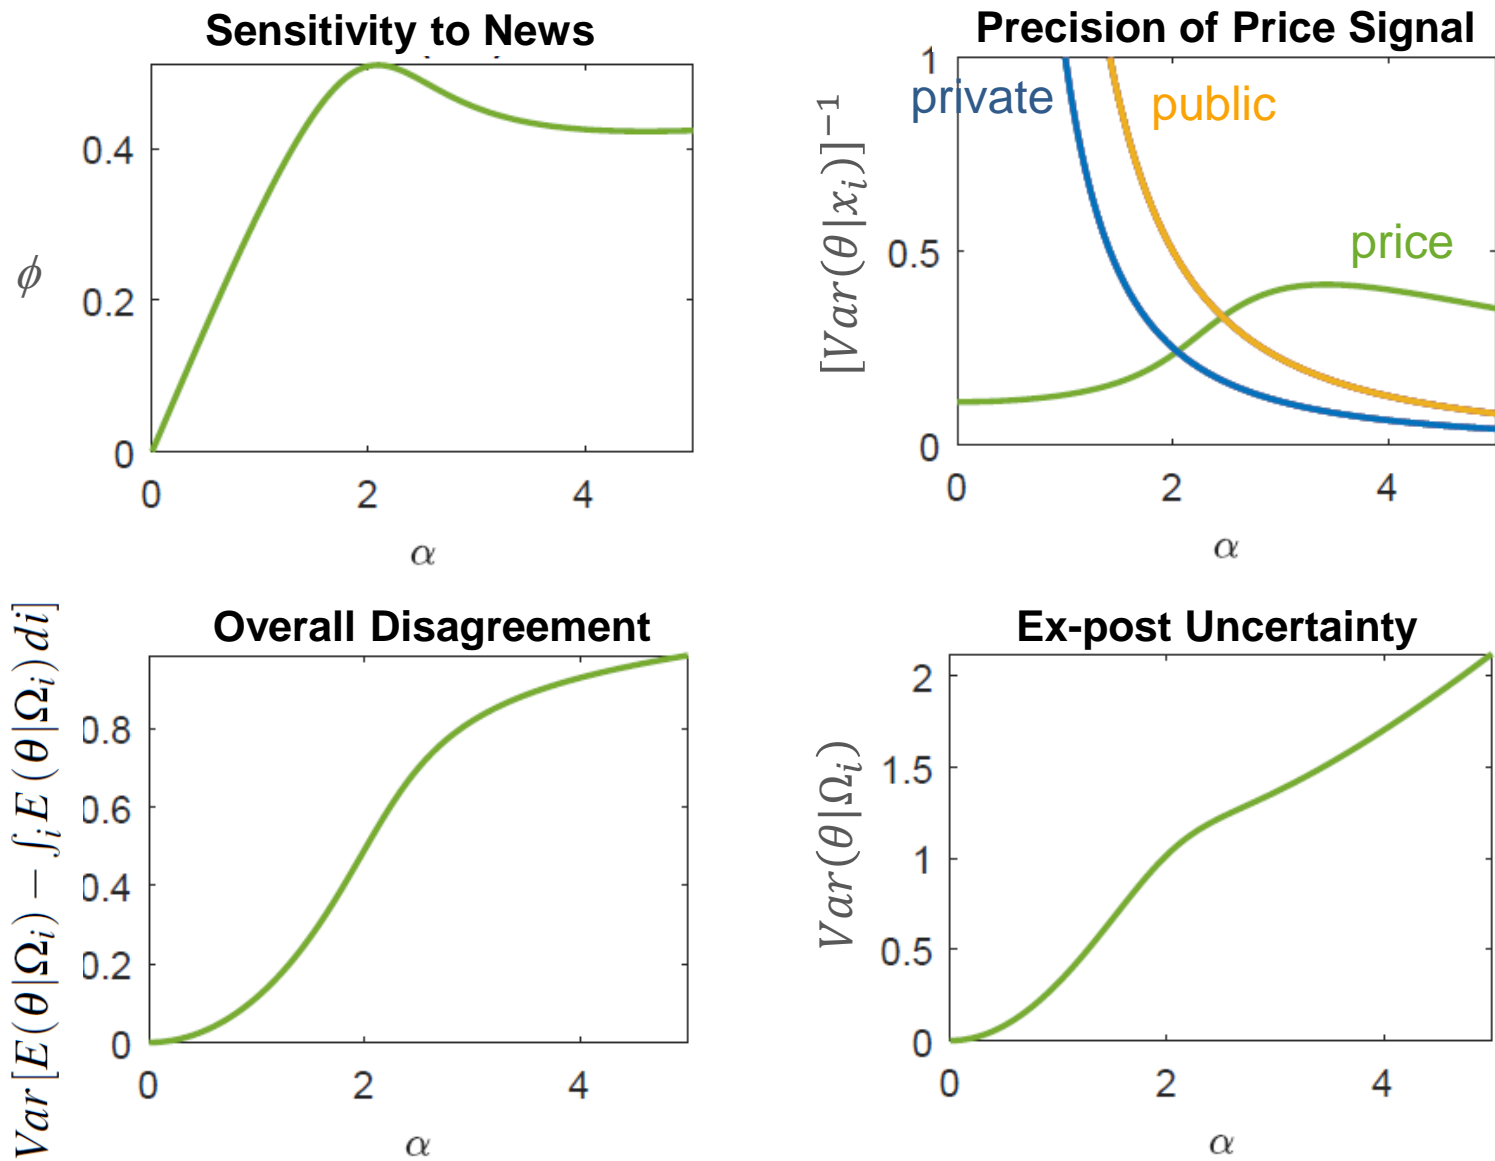 Sensitivity to News
0.4
0.2
0
0 2 4
ϕ
α
Precision of Price Signal
1
0.5
0
0 2 4
private
public
price
[Var(θ|x_i)]^{-1}
α
Overall Disagreement
0.8
0.6
0.4
0.2
0
0 2 4
Var[E(θ|Ω_i) − ∫_i E(θ|Ω_i)di]
α
Ex-post Uncertainty
2
1.5
1
0.5
0
0 2 4
Var(θ|Ω_i)
α